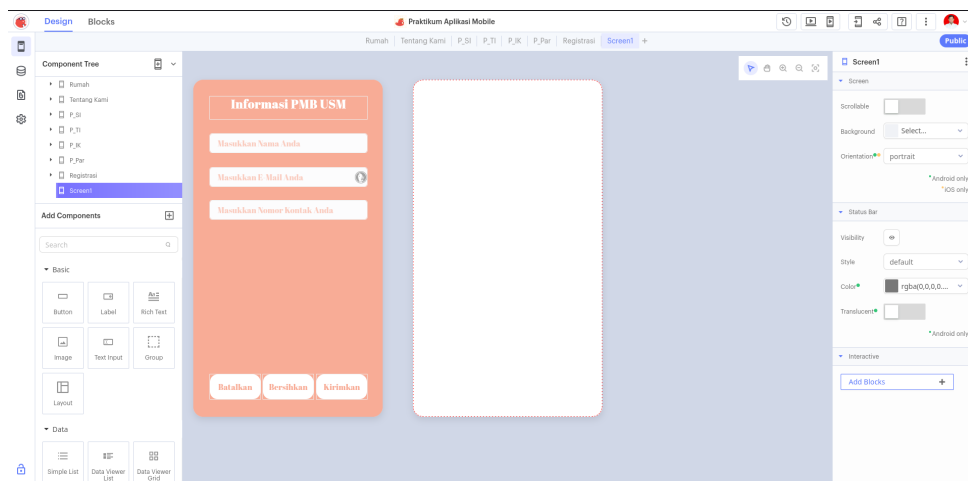 Design Blocks Praktikum Aplikasi Mobile
Rumah Tentang Kami P_SI P_TI P_IK P_Par Registrasi Screen1 +
Public
Component Tree
Rumah
Tentang Kami
P_SI
P_TI
P_IK
P_Par
Registrasi
Screen1
Add Components
Search
Basic
Button Label Rich Text
Image Text Input Group
Layout
Data
Simple List Data Viewer List Data Viewer Grid
Informasi PMB USM
Masukkan Nama Anda
Masukkan E-Mail Anda
Masukkan Nomor Kontak Anda
Batalkan Bersihkan Kirimkan
Screen1
Screen
Scrollable
Background Select...
Orientation** portrait
*Android only
*iOS only
Status Bar
Visibility
Style default
Color* rgba(0,0,0,0....
Translucent*
*Android only
Interactive
Add Blocks +